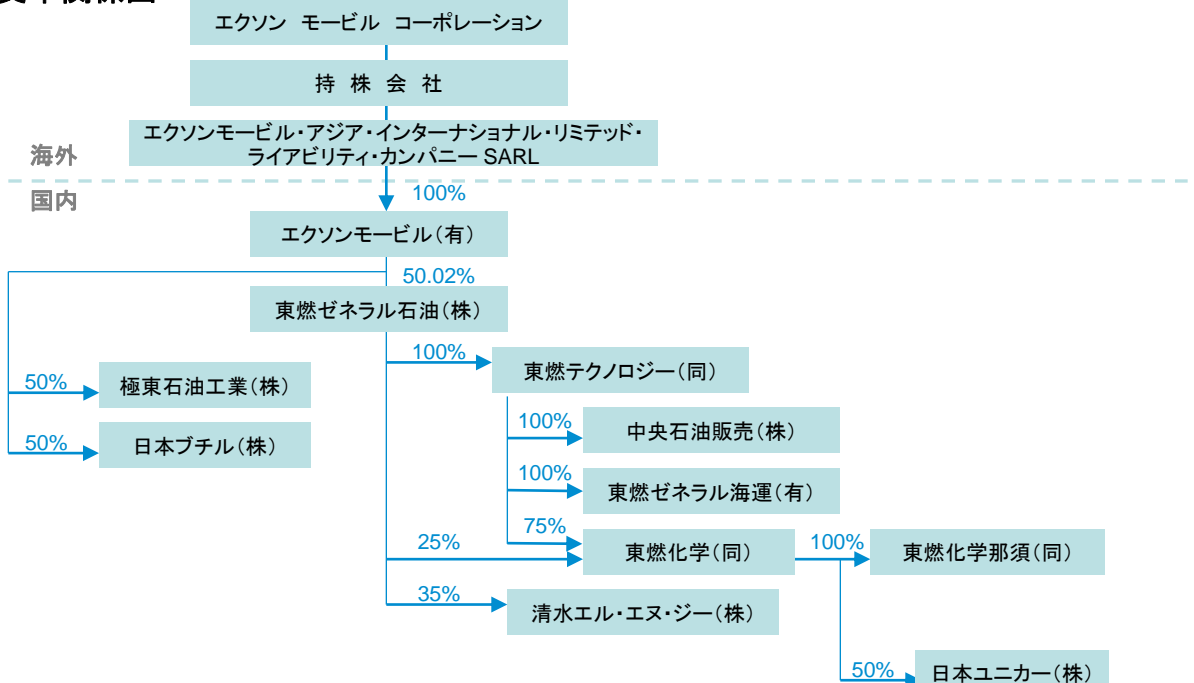 エクソン モービル コーポレーション
持 株 会 社
エクソンモービル・アジア・インターナショナル・リミテッド・
ライアビリティ・カンパニー SARL
海外
国内
100%
エクソンモービル(有)
50.02%
東燃ゼネラル石油(株)
100%
東燃テクノロジー(同)
50%
極東石油工業(株)
100%
中央石油販売(株)
50%
日本ブチル(株)
100%
東燃ゼネラル海運(有)
75%
25%
東燃化学(同)
100%
東燃化学那須(同)
35%
清水エル・エヌ・ジー(株)
50%
日本ユニカー(株)